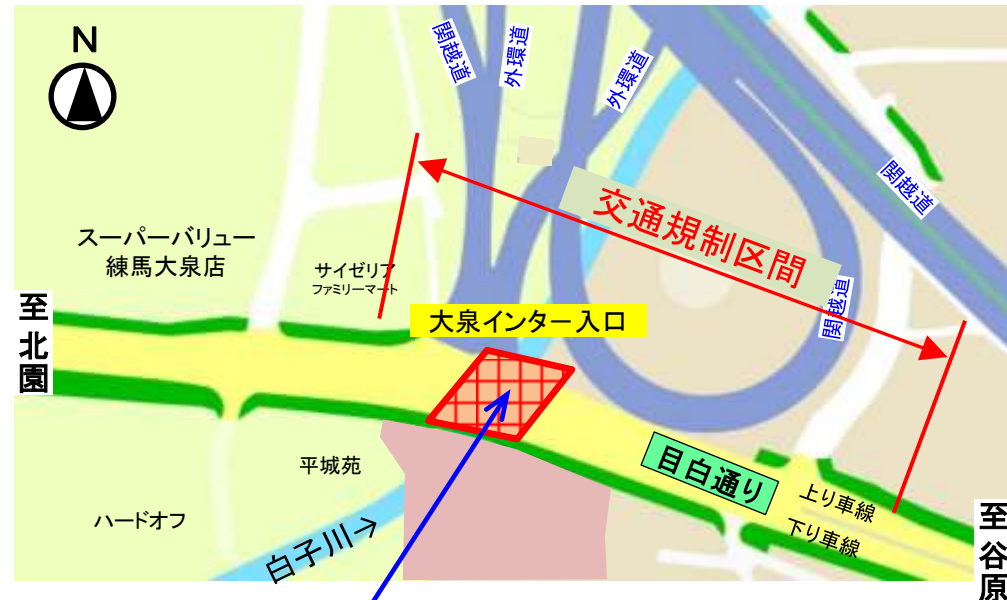 N
関越道
外環道
外環道
関越道
交通規制区間
スーパーバリュー
練馬大泉店
サイゼリア
ファミリーマート
関越道
大泉インター入口
至北園
目白通り
上り車線
下り車線
平城苑
ハードオフ
白子川→
至谷原